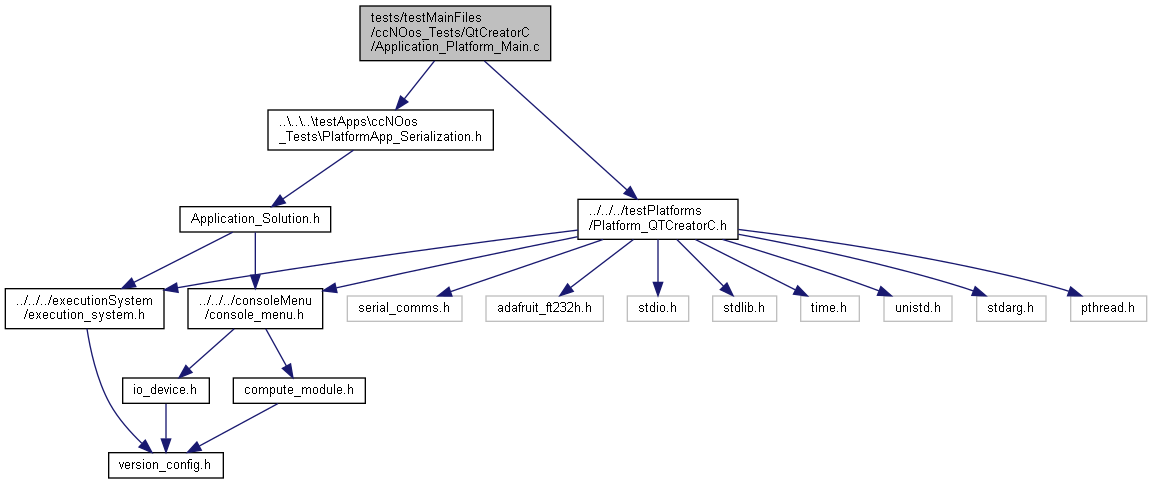 tests/testMainFiles
/ccNOos_Tests/QtCreatorC
/Application_Platform_Main.c
..\..\..\testApps\ccNOos
_Tests\PlatformApp_Serialization.h
Application_Solution.h
../../../testPlatforms
/Platform_QTCreatorC.h
../../../executionSystem
/execution_system.h
../../../consoleMenu
/console_menu.h
serial_comms.h
adafruit_ft232h.h
stdio.h
stdlib.h
time.h
unistd.h
stdarg.h
pthread.h
io_device.h
compute_module.h
version_config.h